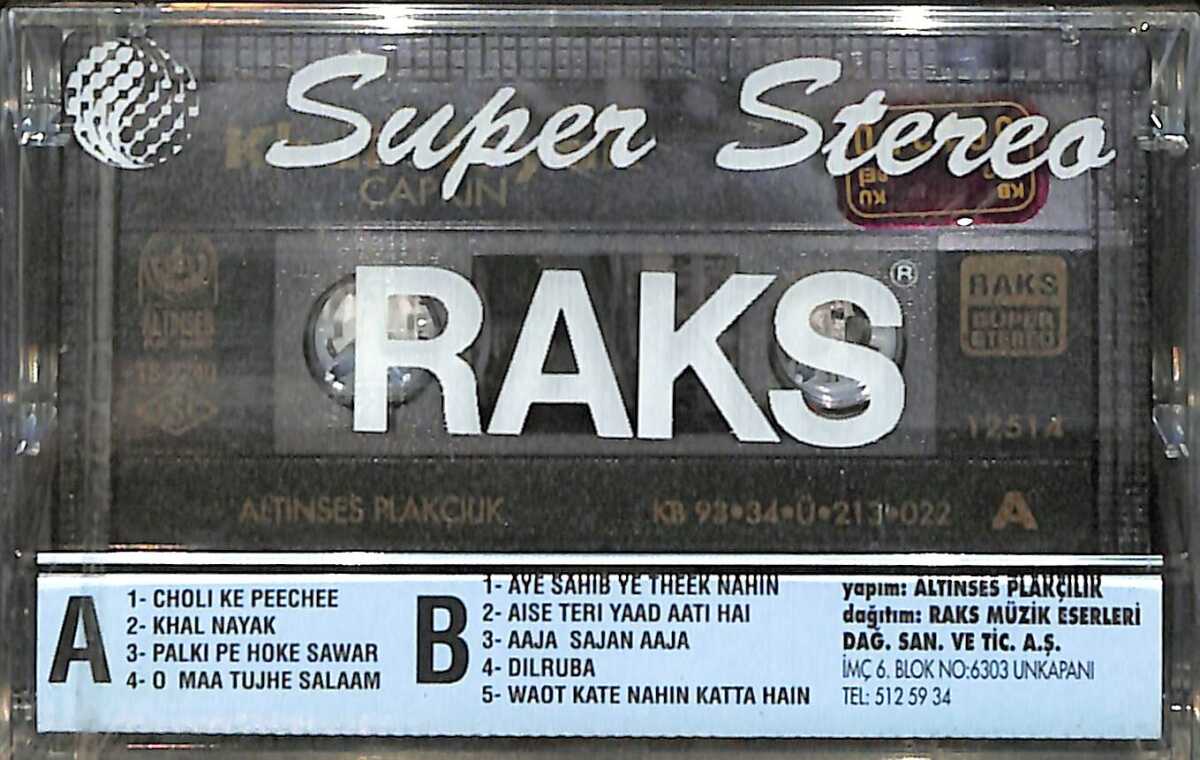 Super Stereo
CAPKIN
RAKS®
RAKS
SUPER
STEREO
1251A
ALTINSES PLAKÇILIK
KB 93•34•Ü•213•022 A
A
1- CHOLI KE PEECHEE
2- KHAL NAYAK
3- PALKI PE HOKE SAWAR
4- O MAA TUJHE SALAAM
B
1- AYE SAHIB YE THEEK NAHIN
2- AISE TERI YAAD AATI HAI
3- AAJA SAJAN AAJA
4- DILRUBA
5- WAOT KATE NAHIN KATTA HAIN
yapım: ALTINSES PLAKÇILIK
dağıtım: RAKS MÜZİK ESERLERİ
DAĞ. SAN. VE TİC. A.Ş.
İMÇ 6. BLOK NO:6303 UNKAPANI
TEL: 512 59 34